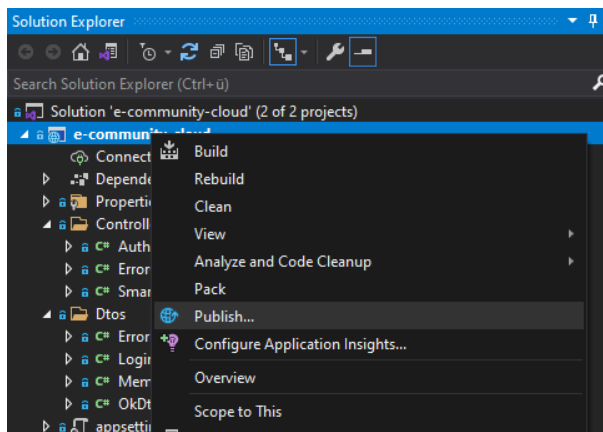 Solution Explorer
Search Solution Explorer (Ctrl+ü)
Solution 'e-community-cloud' (2 of 2 projects)
e-community-cloud
Connect
Build
Depende
Rebuild
Properti
Clean
Controll
View
C# Auth
Analyze and Code Cleanup
C# Error
Pack
C# Smar
Dtos
Publish...
C# Error
Configure Application Insights...
C# Login
C# Mem
Overview
C# OkDt
Scope to This
appsetti